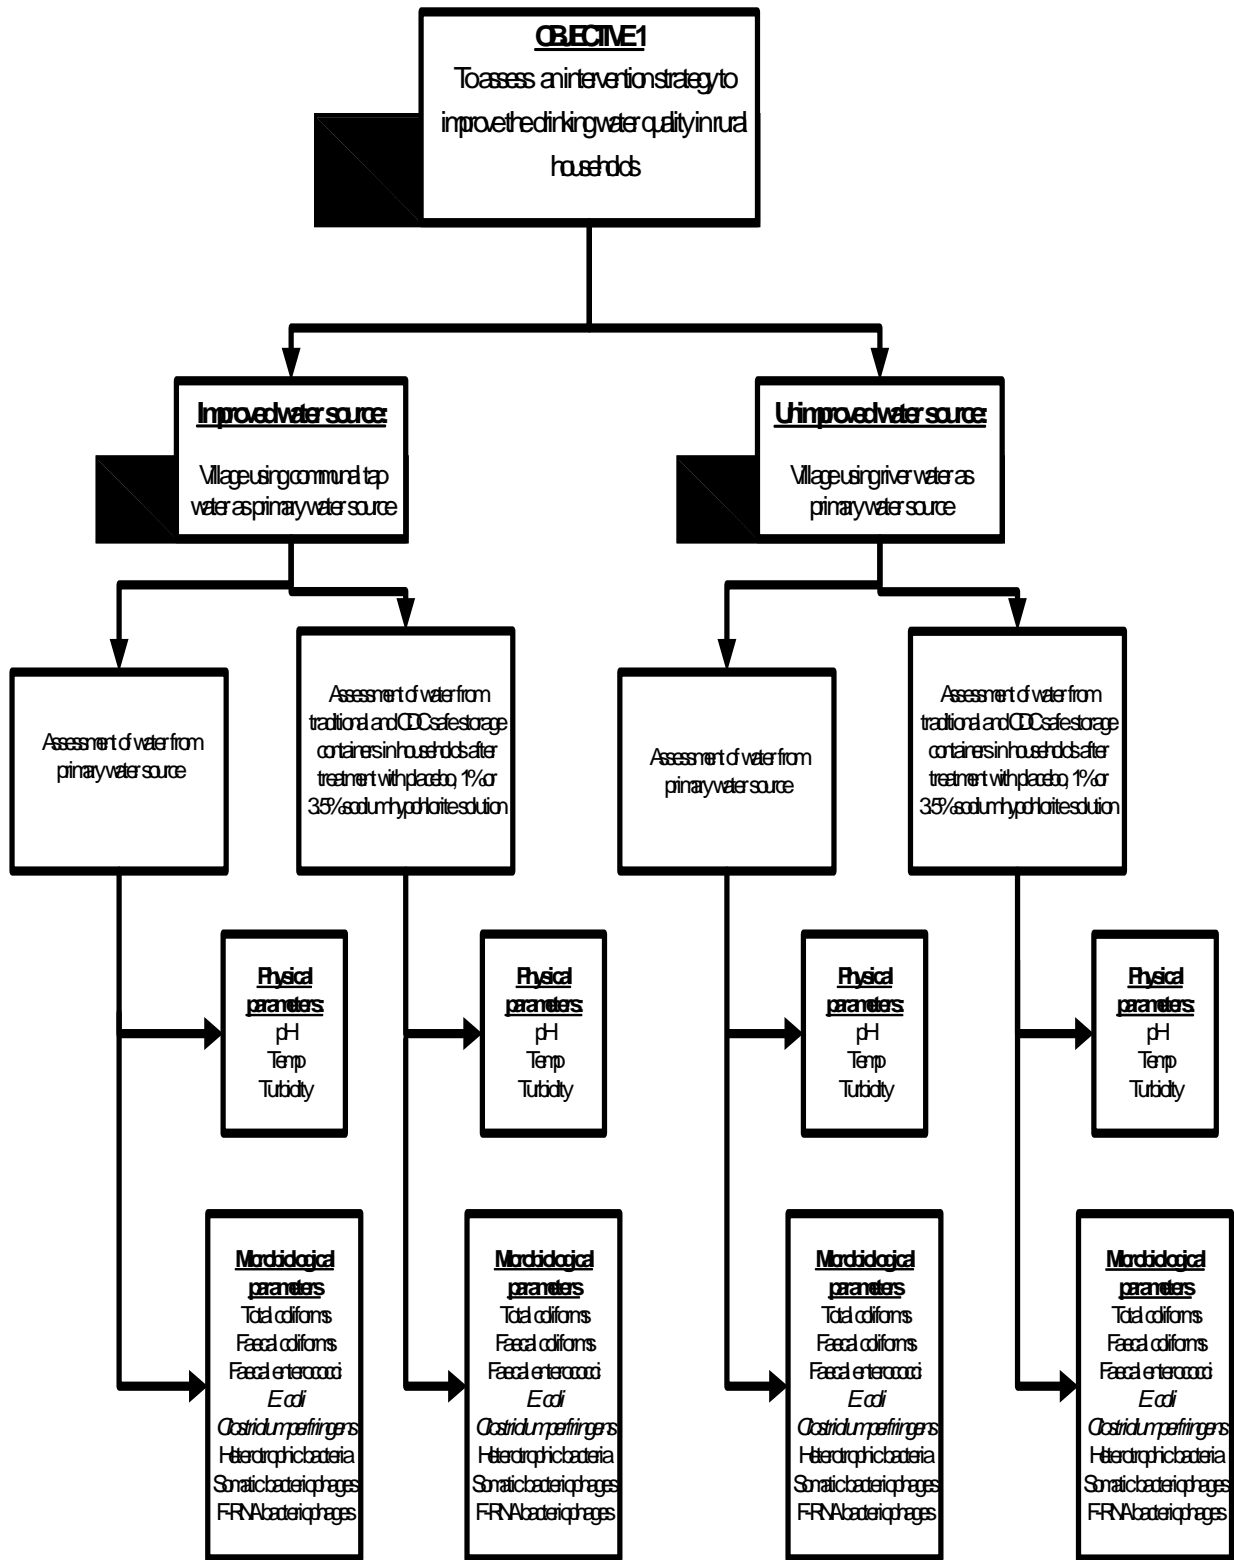 OBJECTIVE 1
To assess an intervention strategy to
improve the drinking water quality in rural
households
Improved water source:
Village using communal tap
water as primary water source
Unimproved water source:
Village using river water as
primary water source
Assessment of water from
primary water source
Assessment of water from
traditional and CDC safe storage
containers in households after
treatment with placebo, 1% or
3.5% sodium hypochlorite solution
Assessment of water from
primary water source
Assessment of water from
traditional and CDC safe storage
containers in households after
treatment with placebo, 1% or
3.5% sodium hypochlorite solution
Physical
parameters:
pH
Temp
Turbidity
Physical
parameters:
pH
Temp
Turbidity
Physical
parameters:
pH
Temp
Turbidity
Physical
parameters:
pH
Temp
Turbidity
Microbiological
parameters
Total coliforms
Faecal coliforms
Faecal enterococci
E coli
Clostridium perfringens
Heterotrophic bacteria
Somatic bacteriophages
F-RNA bacteriophages
Microbiological
parameters
Total coliforms
Faecal coliforms
Faecal enterococci
E coli
Clostridium perfringens
Heterotrophic bacteria
Somatic bacteriophages
F-RNA bacteriophages
Microbiological
parameters
Total coliforms
Faecal coliforms
Faecal enterococci
E coli
Clostridium perfringens
Heterotrophic bacteria
Somatic bacteriophages
F-RNA bacteriophages
Microbiological
parameters
Total coliforms
Faecal coliforms
Faecal enterococci
E coli
Clostridium perfringens
Heterotrophic bacteria
Somatic bacteriophages
F-RNA bacteriophages